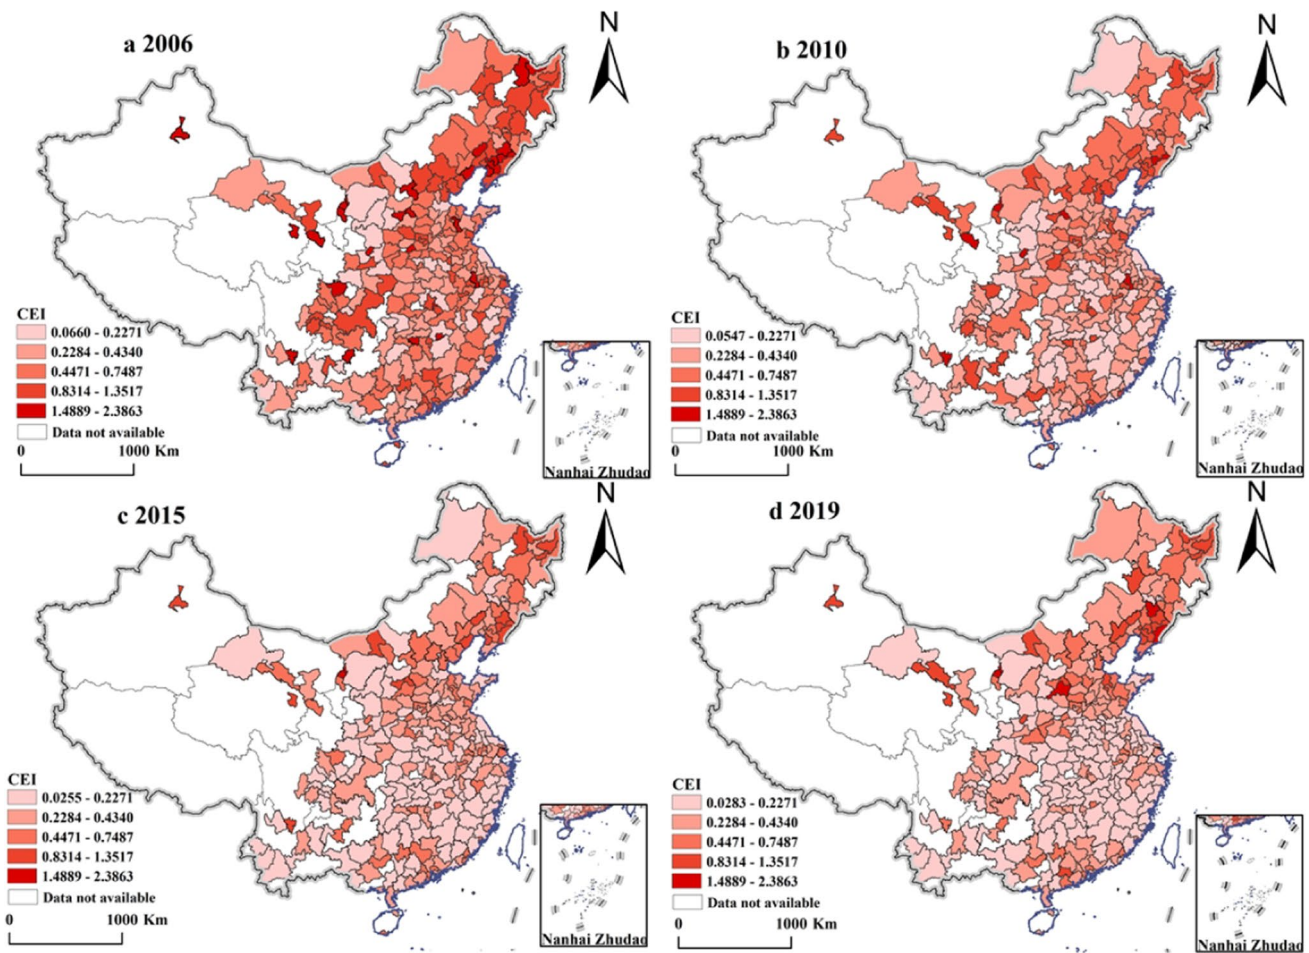 a 2006
N
CEI
0.0660 - 0.2271
0.2284 - 0.4340
0.4471 - 0.7487
0.8314 - 1.3517
1.4889 - 2.3863
Data not available
0 1000 Km
Nanhai Zhudao
b 2010
N
CEI
0.0547 - 0.2271
0.2284 - 0.4340
0.4471 - 0.7487
0.8314 - 1.3517
1.4889 - 2.3863
Data not available
0 1000 Km
Nanhai Zhudao
c 2015
N
CEI
0.0255 - 0.2271
0.2284 - 0.4340
0.4471 - 0.7487
0.8314 - 1.3517
1.4889 - 2.3863
Data not available
0 1000 Km
Nanhai Zhudao
d 2019
N
CEI
0.0283 - 0.2271
0.2284 - 0.4340
0.4471 - 0.7487
0.8314 - 1.3517
1.4889 - 2.3863
Data not available
0 1000 Km
Nanhai Zhudao